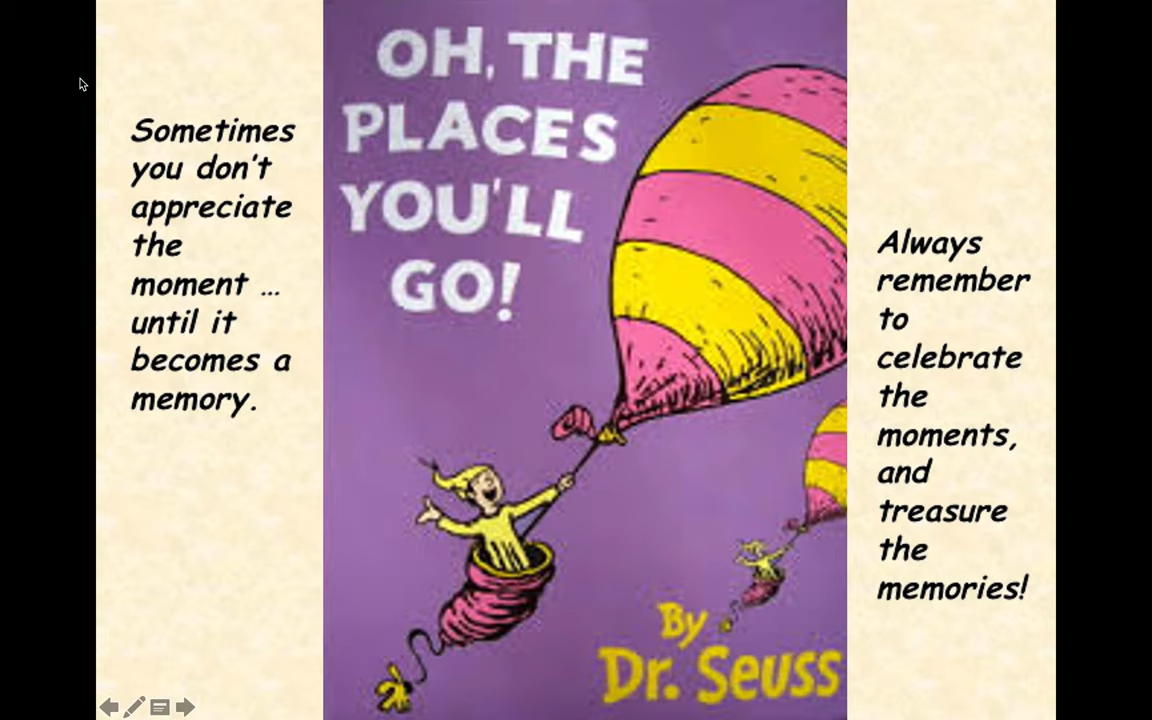 Sometimes
you don't
appreciate
the
moment …
until it
becomes a
memory.
OH, THE
PLACES
YOU'LL
GO!
By
Dr. Seuss
Always
remember
to
celebrate
the
moments,
and
treasure
the
memories!